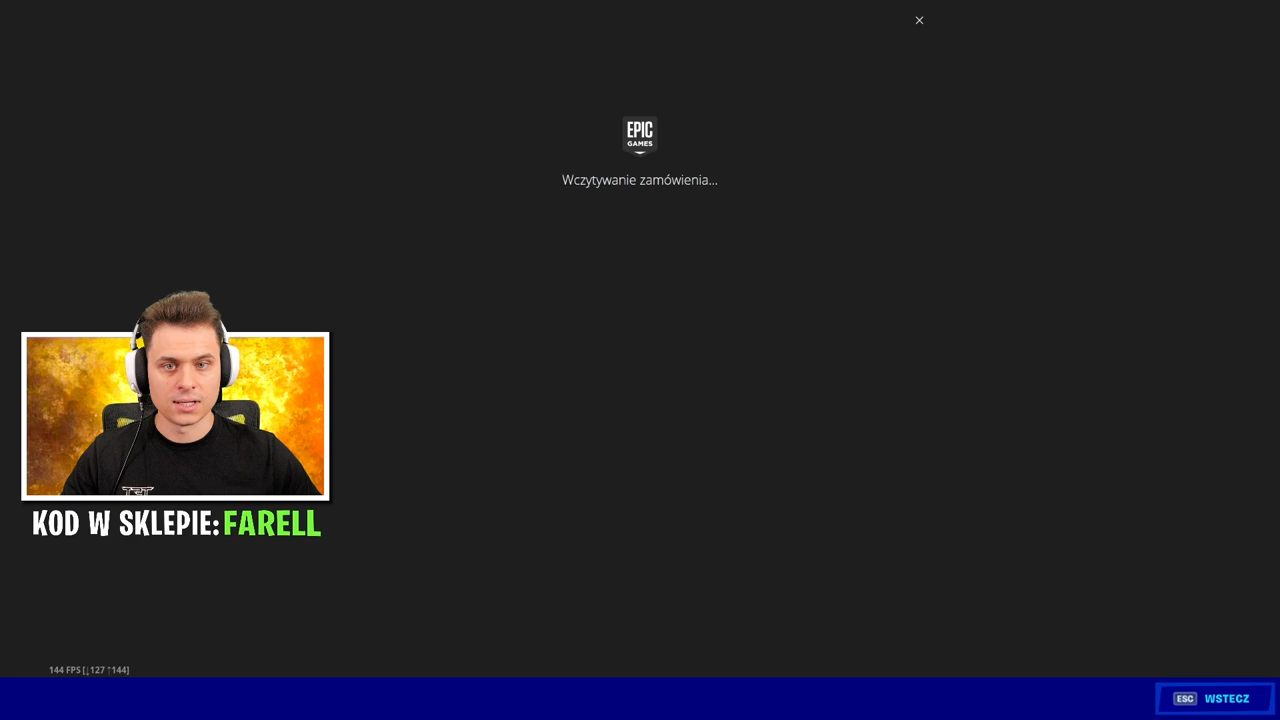 EPIC
GAMES
Wczytywanie zamówienia...
KOD W SKLEPIE: FARELL
144 FPS [↓127 ↑144]
ESC WSTECZ